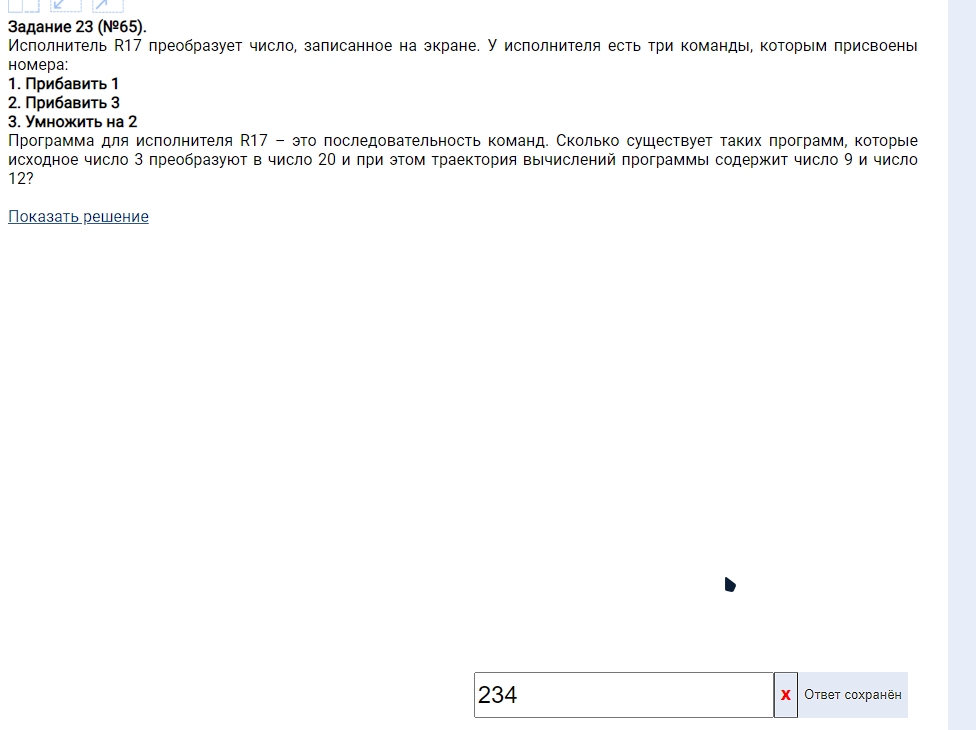 Задание 23 (№65).
Исполнитель R17 преобразует число, записанное на экране. У исполнителя есть три команды, которым присвоены
номера:
1. Прибавить 1
2. Прибавить 3
3. Умножить на 2
Программа для исполнителя R17 – это последовательность команд. Сколько существует таких программ, которые
исходное число 3 преобразуют в число 20 и при этом траектория вычислений программы содержит число 9 и число
12?
Показать решение
234
x
Ответ сохранён